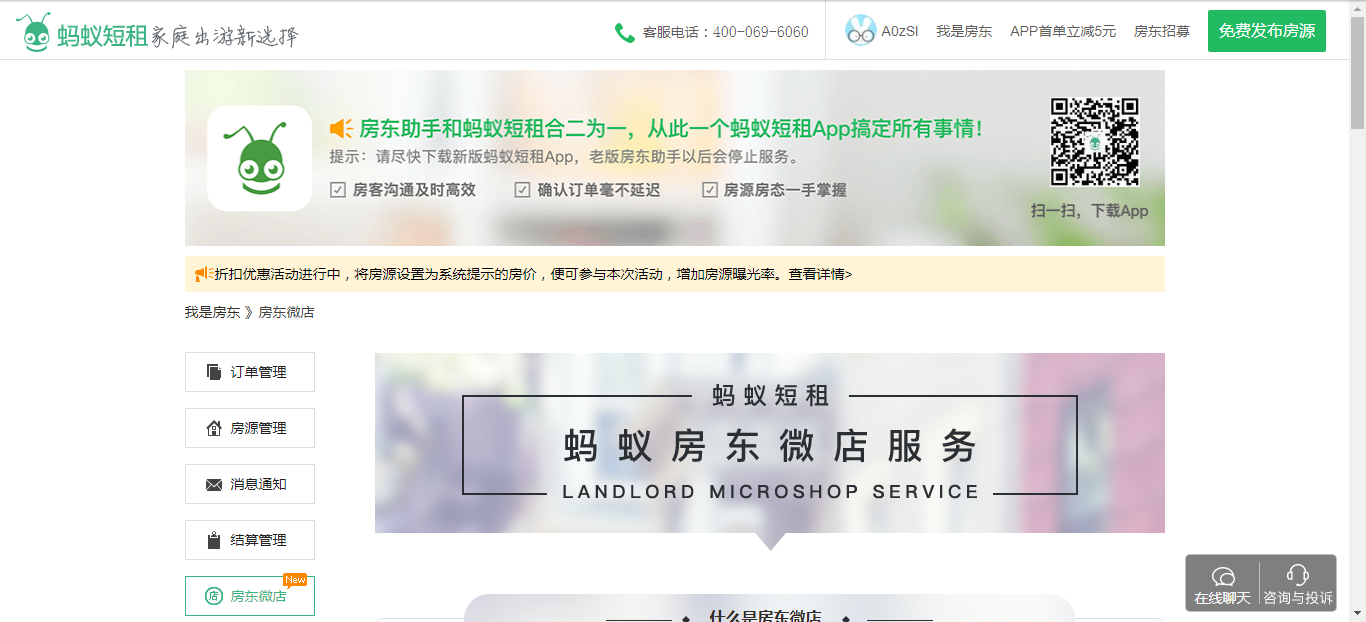 蚂蚁短租 家庭出游新选择
客服电话：400-069-6060
A0zSI 我是房东 APP首单立减5元 房东招募 免费发布房源
房东助手和蚂蚁短租合二为一，从此一个蚂蚁短租App搞定所有事情！
提示：请尽快下载新版蚂蚁短租App，老版房东助手以后会停止服务。
房客沟通及时高效 确认订单毫不延迟 房源房态一手掌握
扫一扫，下载App
折扣优惠活动进行中，将房源设置为系统提示的房价，便可参与本次活动，增加房源曝光率。查看详情>
我是房东 》房东微店
订单管理
房源管理
消息通知
结算管理
店 房东微店 New
蚂蚁短租
蚂蚁房东微店服务
LANDLORD MICROSHOP SERVICE
什么是房东微店
在线聊天 咨询与投诉